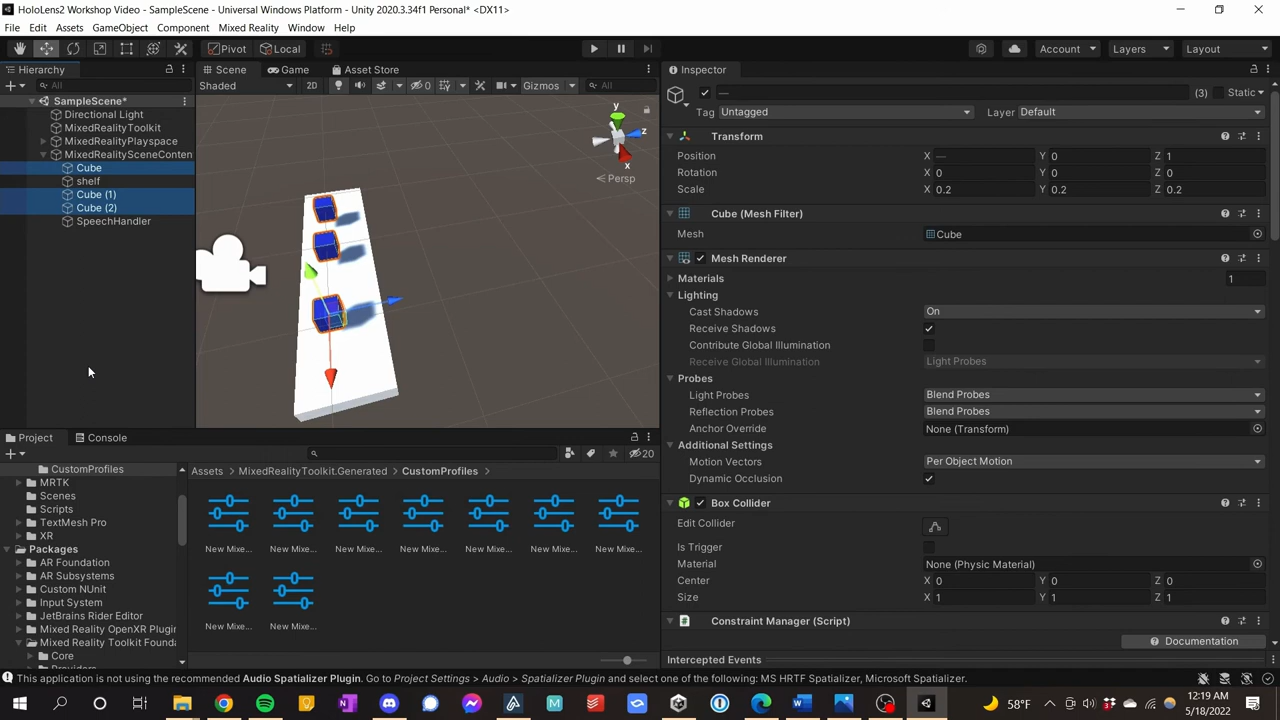 HoloLens2 Workshop Video - SampleScene - Universal Windows Platform - Unity 2020.3.34f1 Personal* <DX11>
File Edit Assets GameObject Component Mixed Reality Window Help
Pivot Local Account Layers Layout
Hierarchy Scene Game Asset Store Inspector
All Shaded 2D 0 Gizmos All — (3) Static
SampleScene*
Tag Untagged Layer Default
Directional Light
MixedRealityToolkit
MixedRealityPlayspace
MixedRealitySceneConten
Cube
shelf
Cube (1)
Cube (2)
SpeechHandler
y
z
x
Persp
Transform
Position X — Y 0 Z 1
Rotation X 0 Y 0 Z 0
Scale X 0.2 Y 0.2 Z 0.2
Cube (Mesh Filter)
Mesh Cube
Mesh Renderer
Materials 1
Lighting
Cast Shadows On
Receive Shadows
Contribute Global Illumination
Receive Global Illumination Light Probes
Probes
Light Probes Blend Probes
Reflection Probes Blend Probes
Anchor Override None (Transform)
Additional Settings
Motion Vectors Per Object Motion
Dynamic Occlusion
Box Collider
Edit Collider
Is Trigger
Material None (Physic Material)
Center X 0 Y 0 Z 0
Size X 1 Y 1 Z 1
Constraint Manager (Script)
Documentation
Intercepted Events
Project Console
20
CustomProfiles
MRTK
Scenes
Scripts
TextMesh Pro
XR
Packages
AR Foundation
AR Subsystems
Custom NUnit
Input System
JetBrains Rider Editor
Mixed Reality OpenXR Plugin
Mixed Reality Toolkit Founda
Core
Assets > MixedRealityToolkit.Generated > CustomProfiles >
New Mixe... New Mixe... New Mixe... New Mixe... New Mixe... New Mixe... New Mixe...
New Mixe... New Mixe...
This application is not using the recommended Audio Spatializer Plugin. Go to Project Settings > Audio > Spatializer Plugin and select one of the following: MS HRTF Spatializer, Microsoft Spatializer.
58°F
12:19 AM
5/18/2022